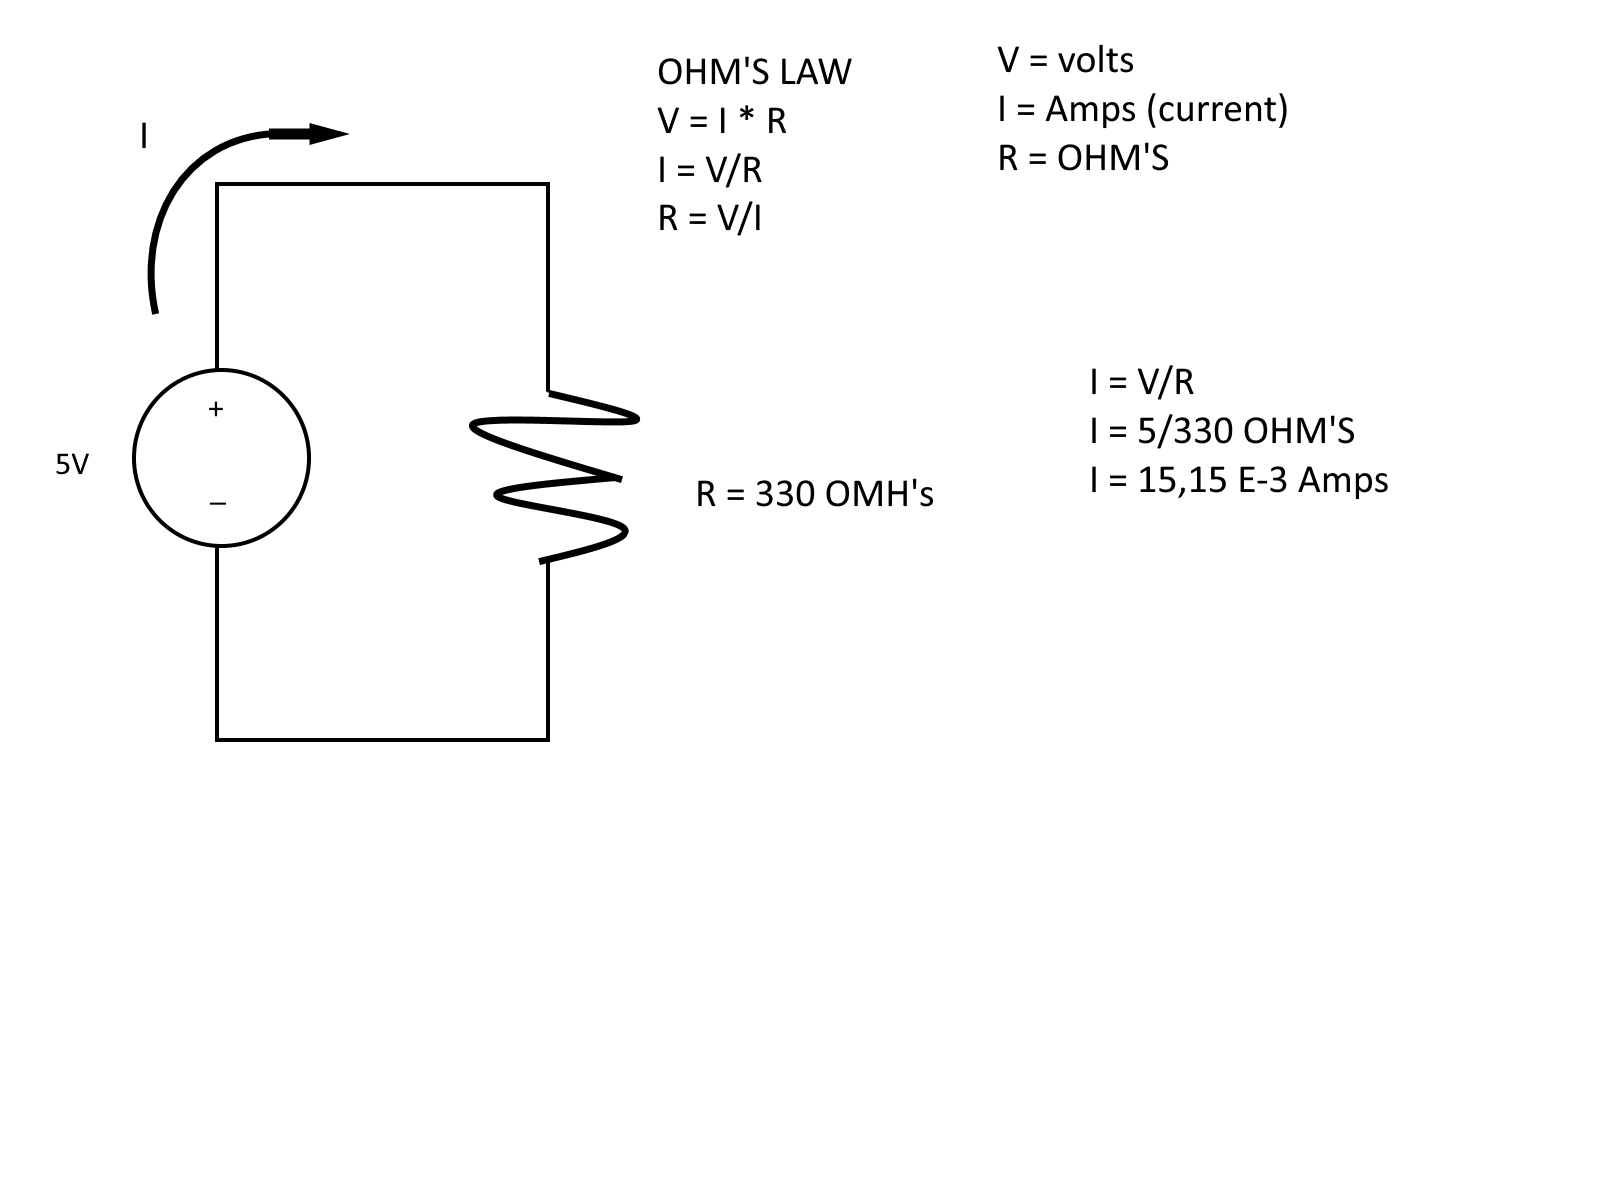 OHM'S LAW
V = I * R
I = V/R
R = V/I
V = volts
I = Amps (current)
R = OHM'S
I
+
5V
–
R = 330 OMH's
I = V/R
I = 5/330 OHM'S
I = 15,15 E-3 Amps